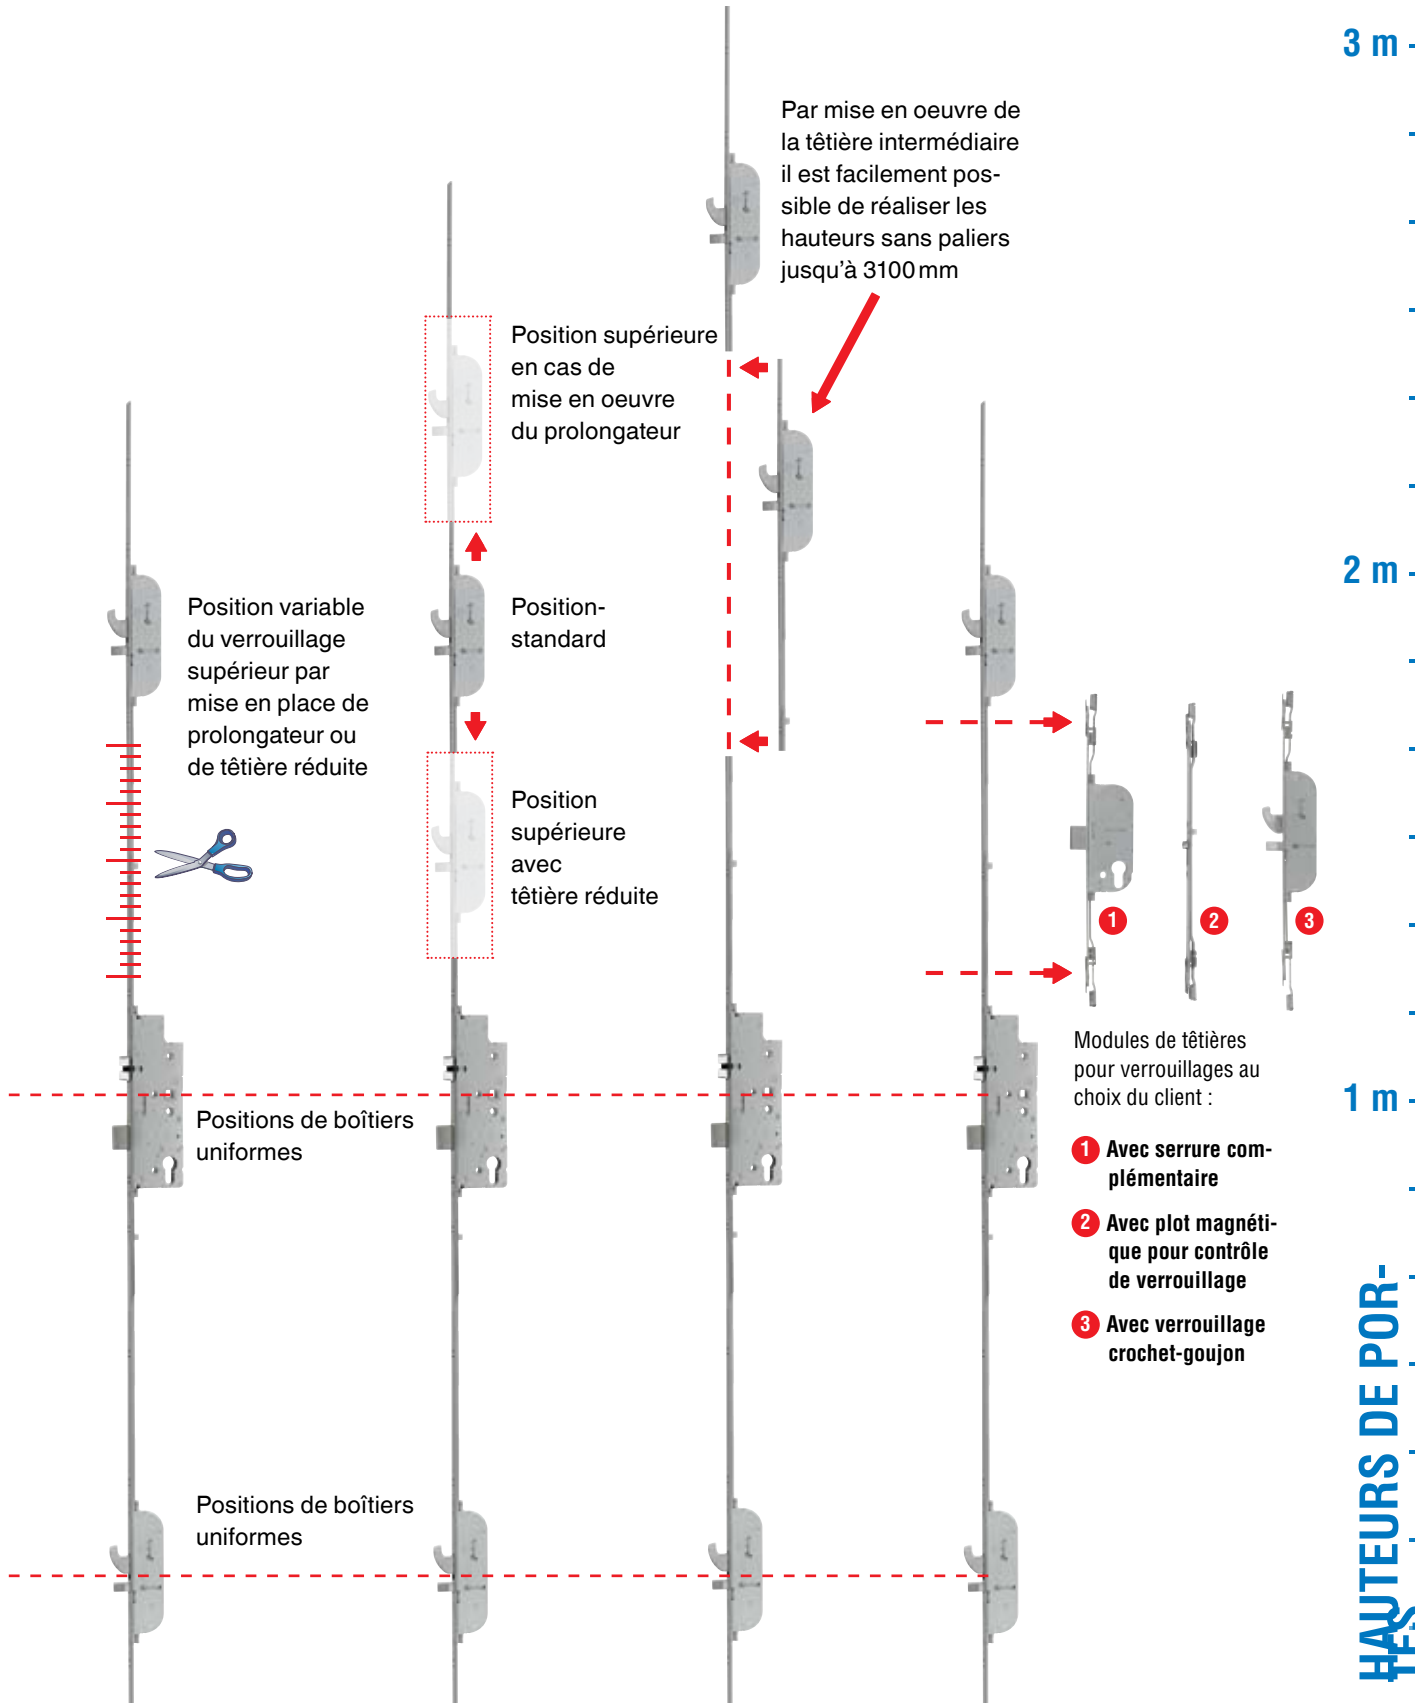 3 m
Par mise en oeuvre de
la têtière intermédiaire
il est facilement pos-
sible de réaliser les
hauteurs sans paliers
jusqu'à 3100 mm
Position supérieure
en cas de
mise en oeuvre
du prolongateur
2 m
Position variable
du verrouillage
supérieur par
mise en place de
prolongateur ou
de têtière réduite
Position-
standard
Position
supérieure
avec
têtière réduite
1
2
3
Modules de têtières
pour verrouillages au
choix du client :
1 m
Positions de boîtiers
uniformes
1 Avec serrure com-
plémentaire
2 Avec plot magnéti-
que pour contrôle
de verrouillage
3 Avec verrouillage
crochet-goujon
Positions de boîtiers
uniformes
HAUTEURS DE POR-
TES